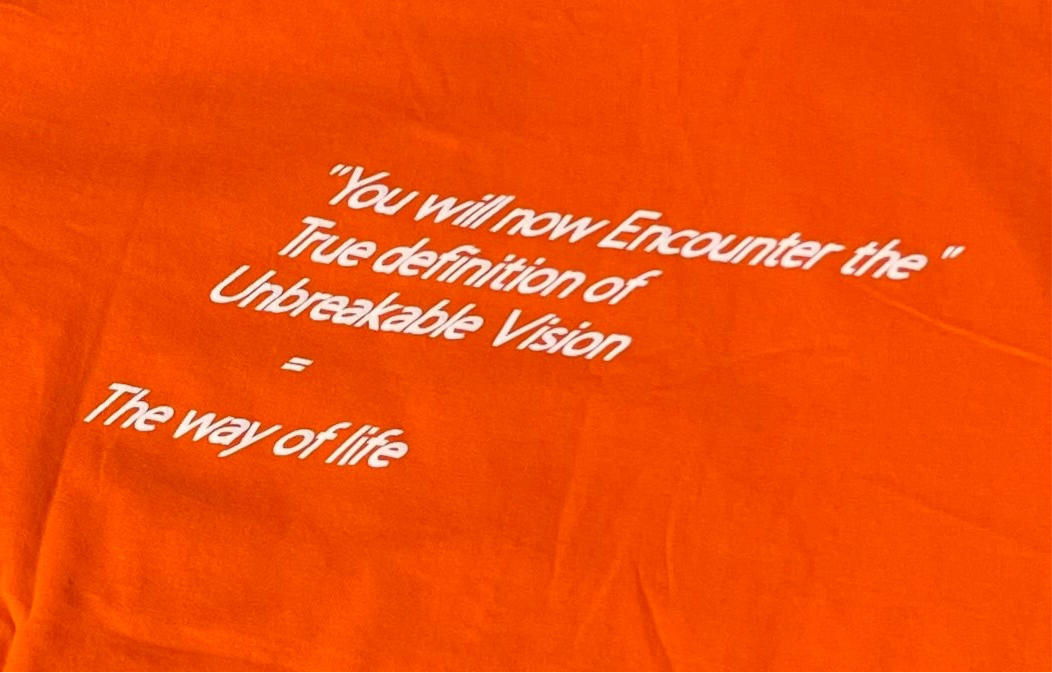 "You will now Encounter the "
True definition of
Unbreakable Vision
=
The way of life